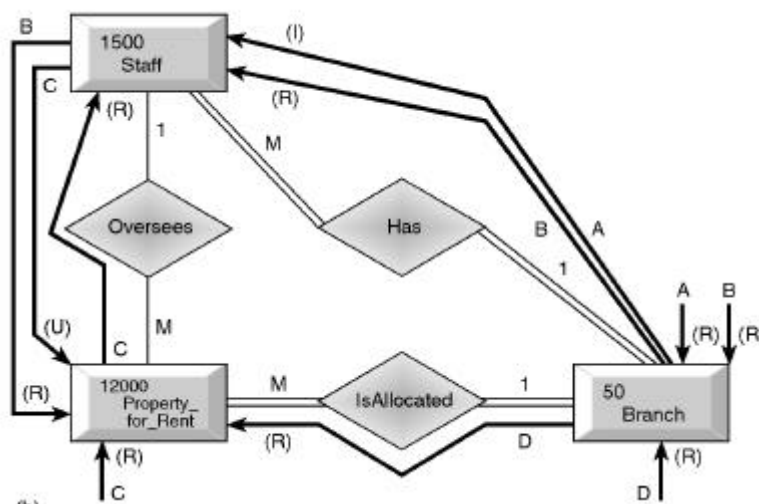 B
1500
Staff
(I)
C
(R)
(R)
1
M
Oversees
Has
B
A
1
A
B
(U)
M
(R)
(R
C
12000
Property_
for_Rent
M
IsAllocated
1
50
Branch
(R)
(R)
D
(R)
(R)
C
D